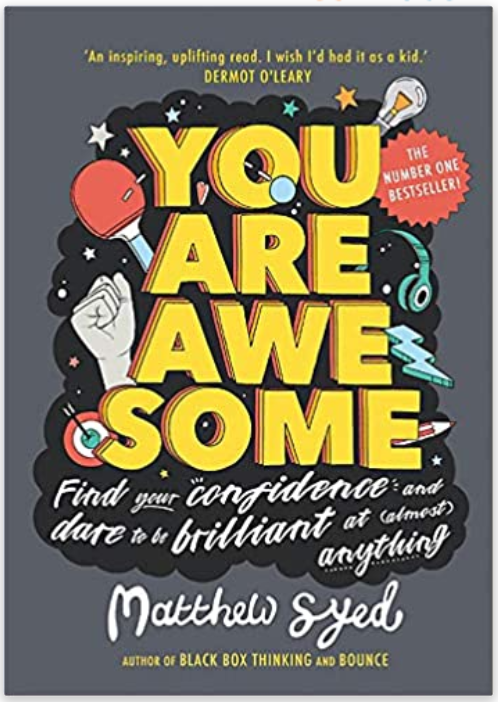 'An inspiring, uplifting read. I wish I'd had it as a kid.'
DERMOT O'LEARY
YOU
THE
NUMBER ONE
BESTSELLER!
ARE
AWE
SOME
Find your confidence and
dare to be brilliant at (almost)
anything
Matthew Syed
AUTHOR OF BLACK BOX THINKING AND BOUNCE